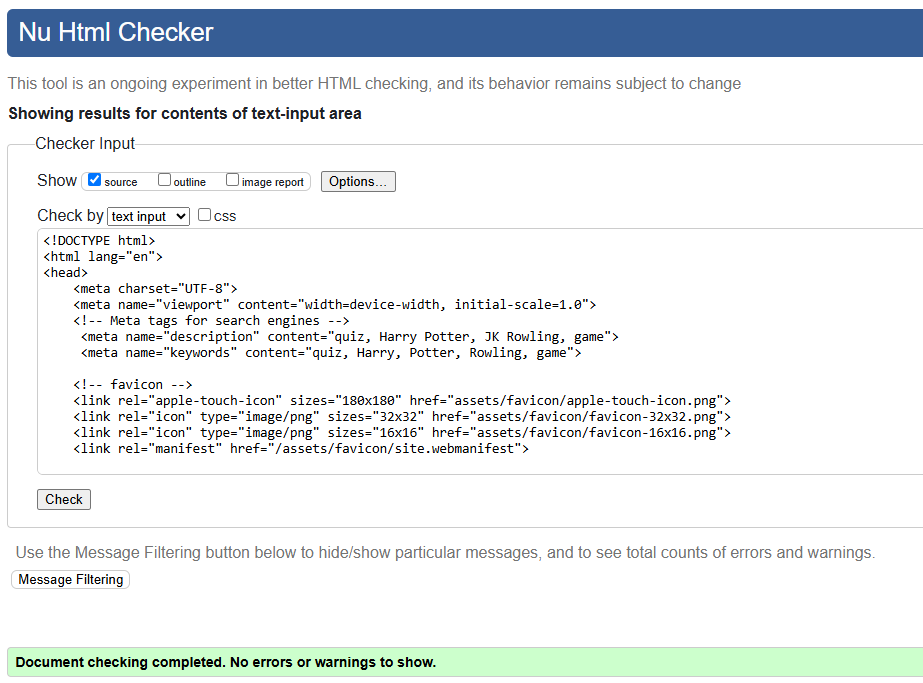 Nu Html Checker
This tool is an ongoing experiment in better HTML checking, and its behavior remains subject to change
Showing results for contents of text-input area
Checker Input
Show source outline image report Options...
Check by text input css
<!DOCTYPE html>
<html lang="en">
<head>
    <meta charset="UTF-8">
    <meta name="viewport" content="width=device-width, initial-scale=1.0">
    <!-- Meta tags for search engines -->
     <meta name="description" content="quiz, Harry Potter, JK Rowling, game">
     <meta name="keywords" content="quiz, Harry, Potter, Rowling, game">
    <!-- favicon -->
    <link rel="apple-touch-icon" sizes="180x180" href="assets/favicon/apple-touch-icon.png">
    <link rel="icon" type="image/png" sizes="32x32" href="assets/favicon/favicon-32x32.png">
    <link rel="icon" type="image/png" sizes="16x16" href="assets/favicon/favicon-16x16.png">
    <link rel="manifest" href="/assets/favicon/site.webmanifest">
Check
Use the Message Filtering button below to hide/show particular messages, and to see total counts of errors and warnings.
Message Filtering
Document checking completed. No errors or warnings to show.